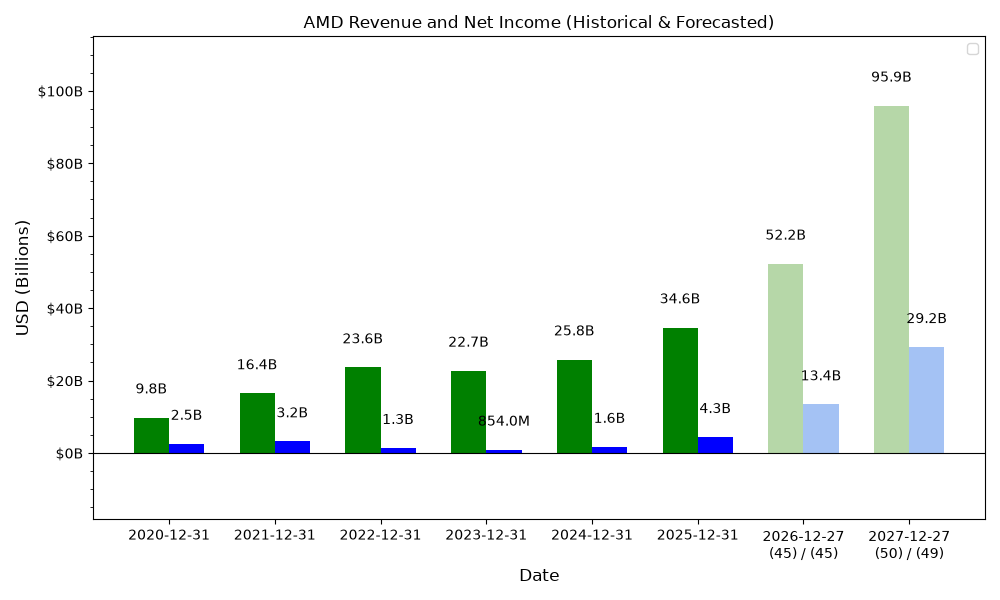 AMD Revenue and Net Income (Historical & Forecasted)
USD (Billions)
$100B
$80B
$60B
$40B
$20B
$0B
9.8B
2.5B
16.4B
3.2B
23.6B
1.3B
22.7B
854.0M
25.8B
1.6B
34.6B
4.3B
52.2B
13.4B
95.9B
29.2B
2020-12-31
2021-12-31
2022-12-31
2023-12-31
2024-12-31
2025-12-31
2026-12-27
(45) / (45)
2027-12-27
(50) / (49)
Date